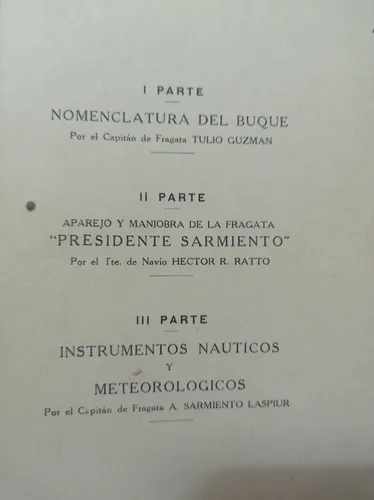 I PARTE
NOMENCLATURA DEL BUQUE
Por el Capitán de Fragata TULIO GUZMAN
II PARTE
APAREJO Y MANIOBRA DE LA FRAGATA
"PRESIDENTE SARMIENTO"
Por el Tte. de Navío HECTOR R. RATTO
III PARTE
INSTRUMENTOS NAUTICOS
Y
METEOROLOGICOS
Por el Capitán de Fragata A. SARMIENTO LASPIUR